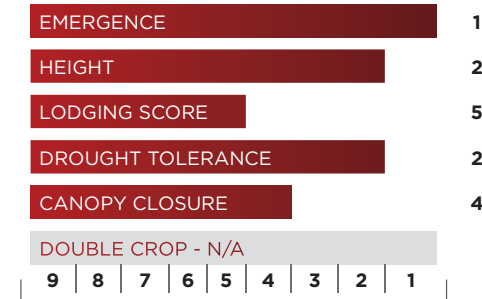 EMERGENCE 1
HEIGHT 2
LODGING SCORE 5
DROUGHT TOLERANCE 2
CANOPY CLOSURE 4
DOUBLE CROP - N/A
9 8 7 6 5 4 3 2 1